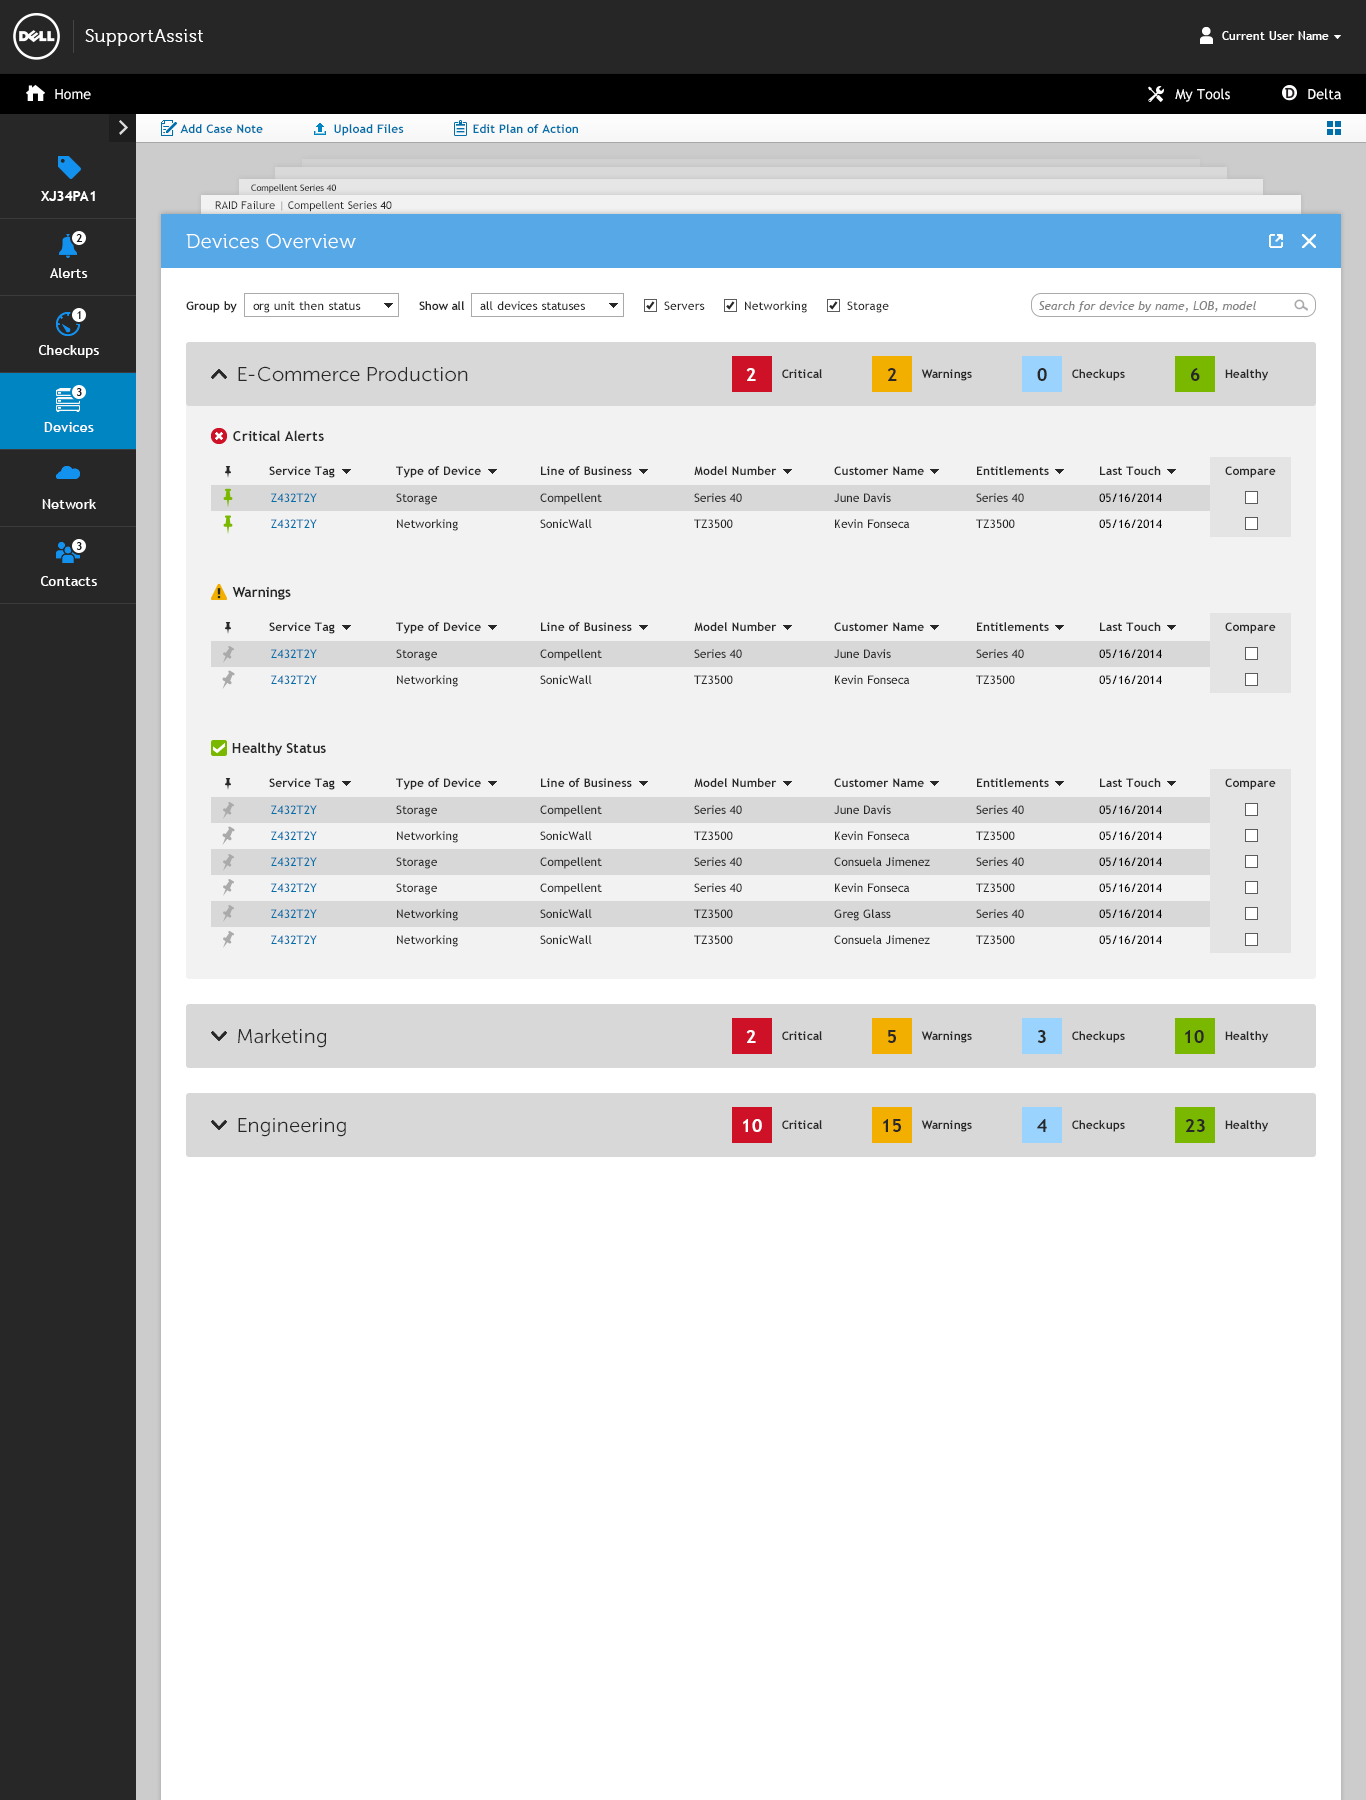 DELL SupportAssist Current User Name
Home My Tools D Delta
Add Case Note Upload Files Edit Plan of Action
XJ34PA1
2
Alerts
1
Checkups
3
Devices
Network
3
Contacts
Compellent Series 40
RAID Failure | Compellent Series 40
Devices Overview
Group by org unit then status Show all all devices statuses Servers Networking Storage Search for device by name, LOB, model
E-Commerce Production 2 Critical 2 Warnings 0 Checkups 6 Healthy
Critical Alerts
Service Tag Type of Device Line of Business Model Number Customer Name Entitlements Last Touch Compare
Z432T2Y Storage Compellent Series 40 June Davis Series 40 05/16/2014
Z432T2Y Networking SonicWall TZ3500 Kevin Fonseca TZ3500 05/16/2014
Warnings
Service Tag Type of Device Line of Business Model Number Customer Name Entitlements Last Touch Compare
Z432T2Y Storage Compellent Series 40 June Davis Series 40 05/16/2014
Z432T2Y Networking SonicWall TZ3500 Kevin Fonseca TZ3500 05/16/2014
Healthy Status
Service Tag Type of Device Line of Business Model Number Customer Name Entitlements Last Touch Compare
Z432T2Y Storage Compellent Series 40 June Davis Series 40 05/16/2014
Z432T2Y Networking SonicWall TZ3500 Kevin Fonseca TZ3500 05/16/2014
Z432T2Y Storage Compellent Series 40 Consuela Jimenez Series 40 05/16/2014
Z432T2Y Storage Compellent Series 40 Kevin Fonseca TZ3500 05/16/2014
Z432T2Y Networking SonicWall TZ3500 Greg Glass Series 40 05/16/2014
Z432T2Y Networking SonicWall TZ3500 Consuela Jimenez TZ3500 05/16/2014
Marketing 2 Critical 5 Warnings 3 Checkups 10 Healthy
Engineering 10 Critical 15 Warnings 4 Checkups 23 Healthy